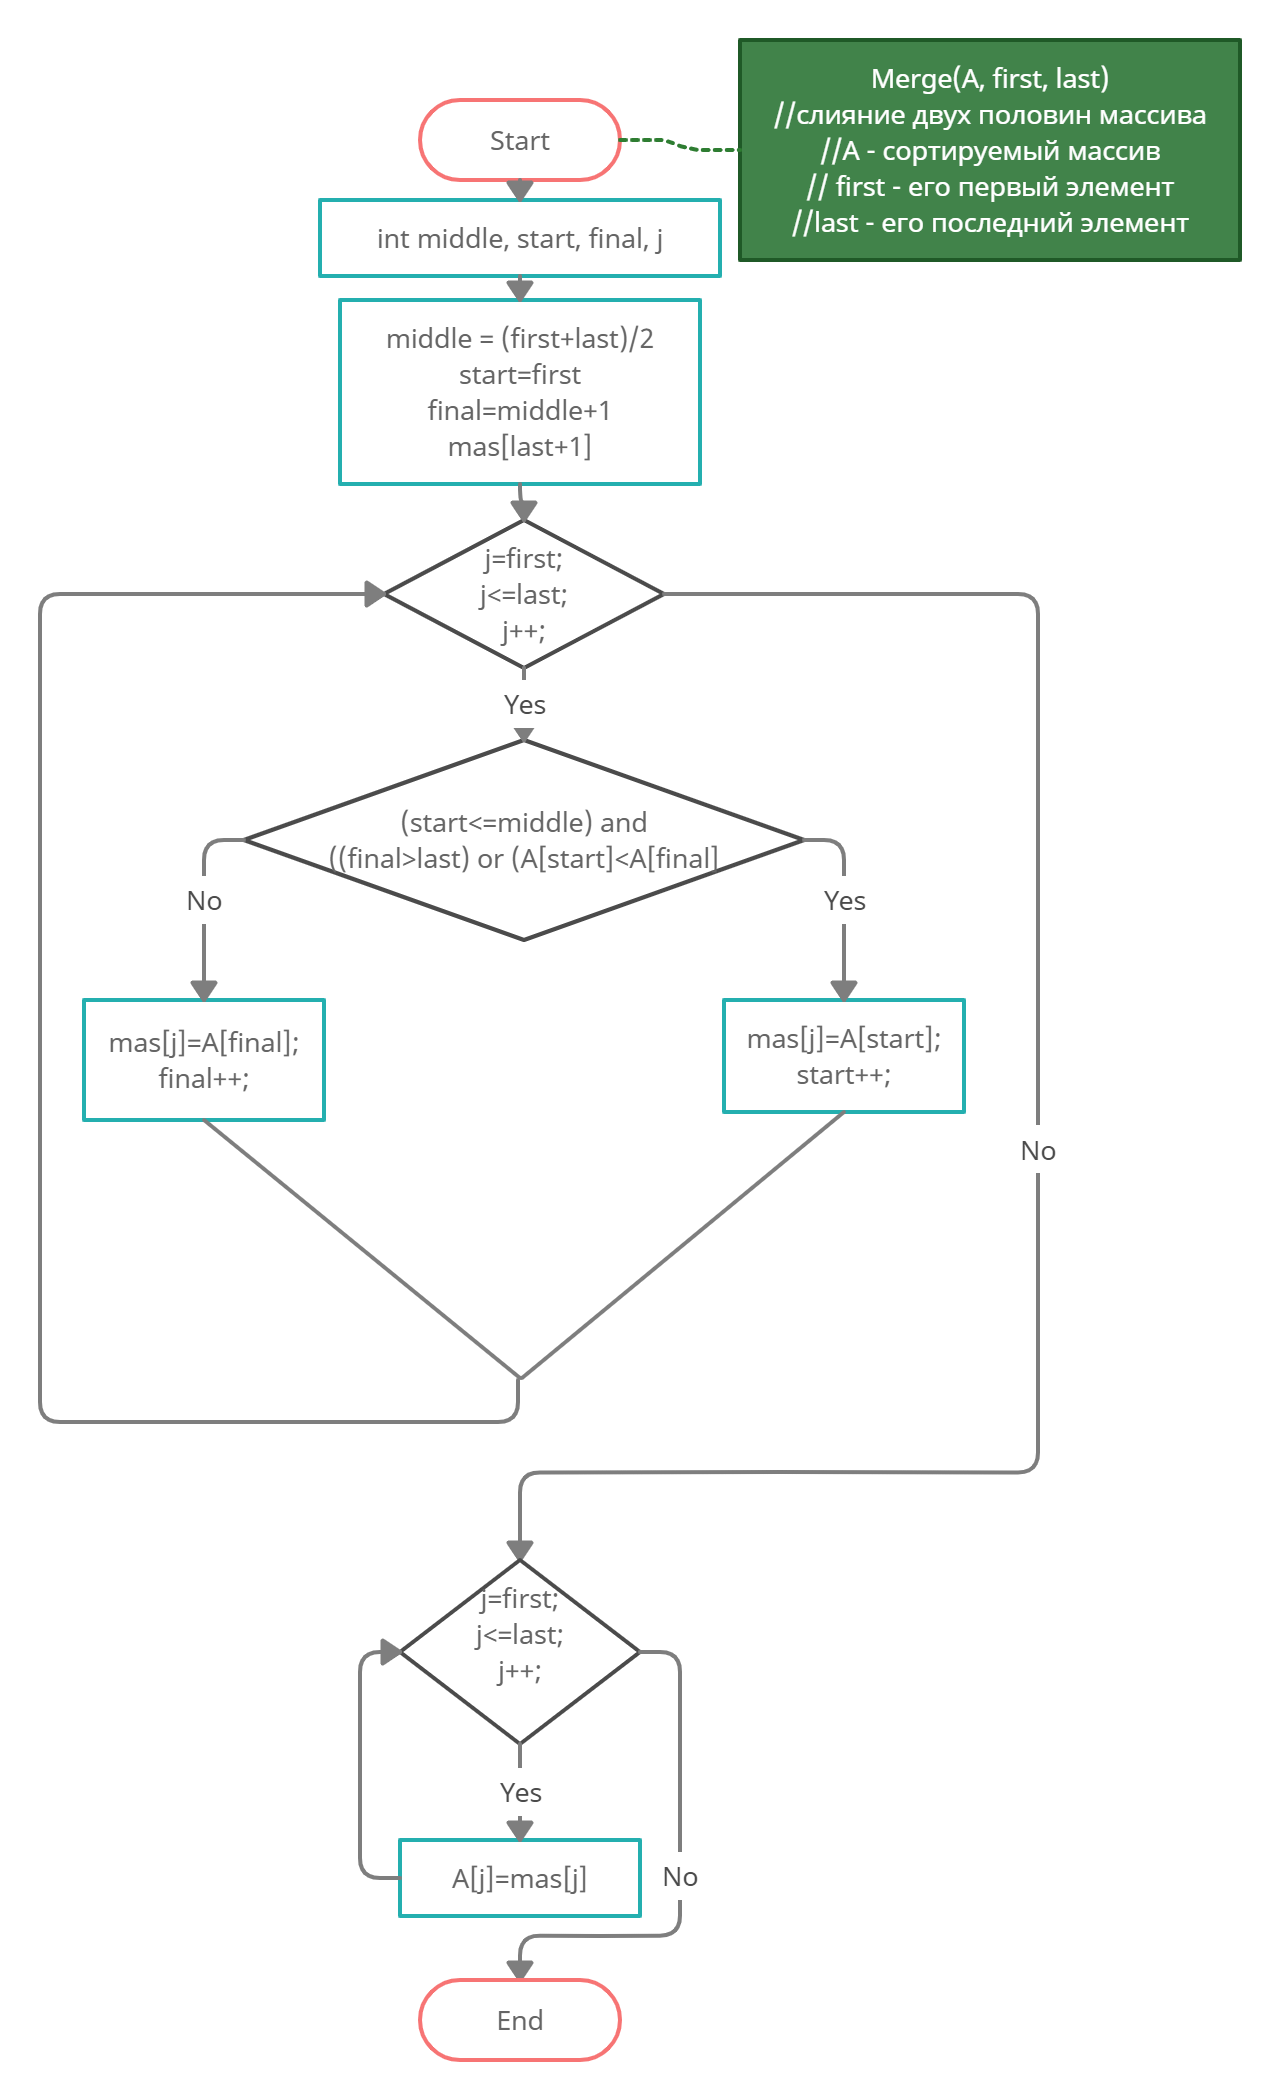 Merge(A, first, last)
//слияние двух половин массива
//A - сортируемый массив
// first - его первый элемент
//last - его последний элемент
Start
int middle, start, final, j
middle = (first+last)/2
start=first
final=middle+1
mas[last+1]
j=first;
j<=last;
j++;
Yes
(start<=middle) and
((final>last) or (A[start]<A[final]
No
Yes
mas[j]=A[final];
final++;
mas[j]=A[start];
start++;
No
j=first;
j<=last;
j++;
Yes
A[j]=mas[j]
No
End